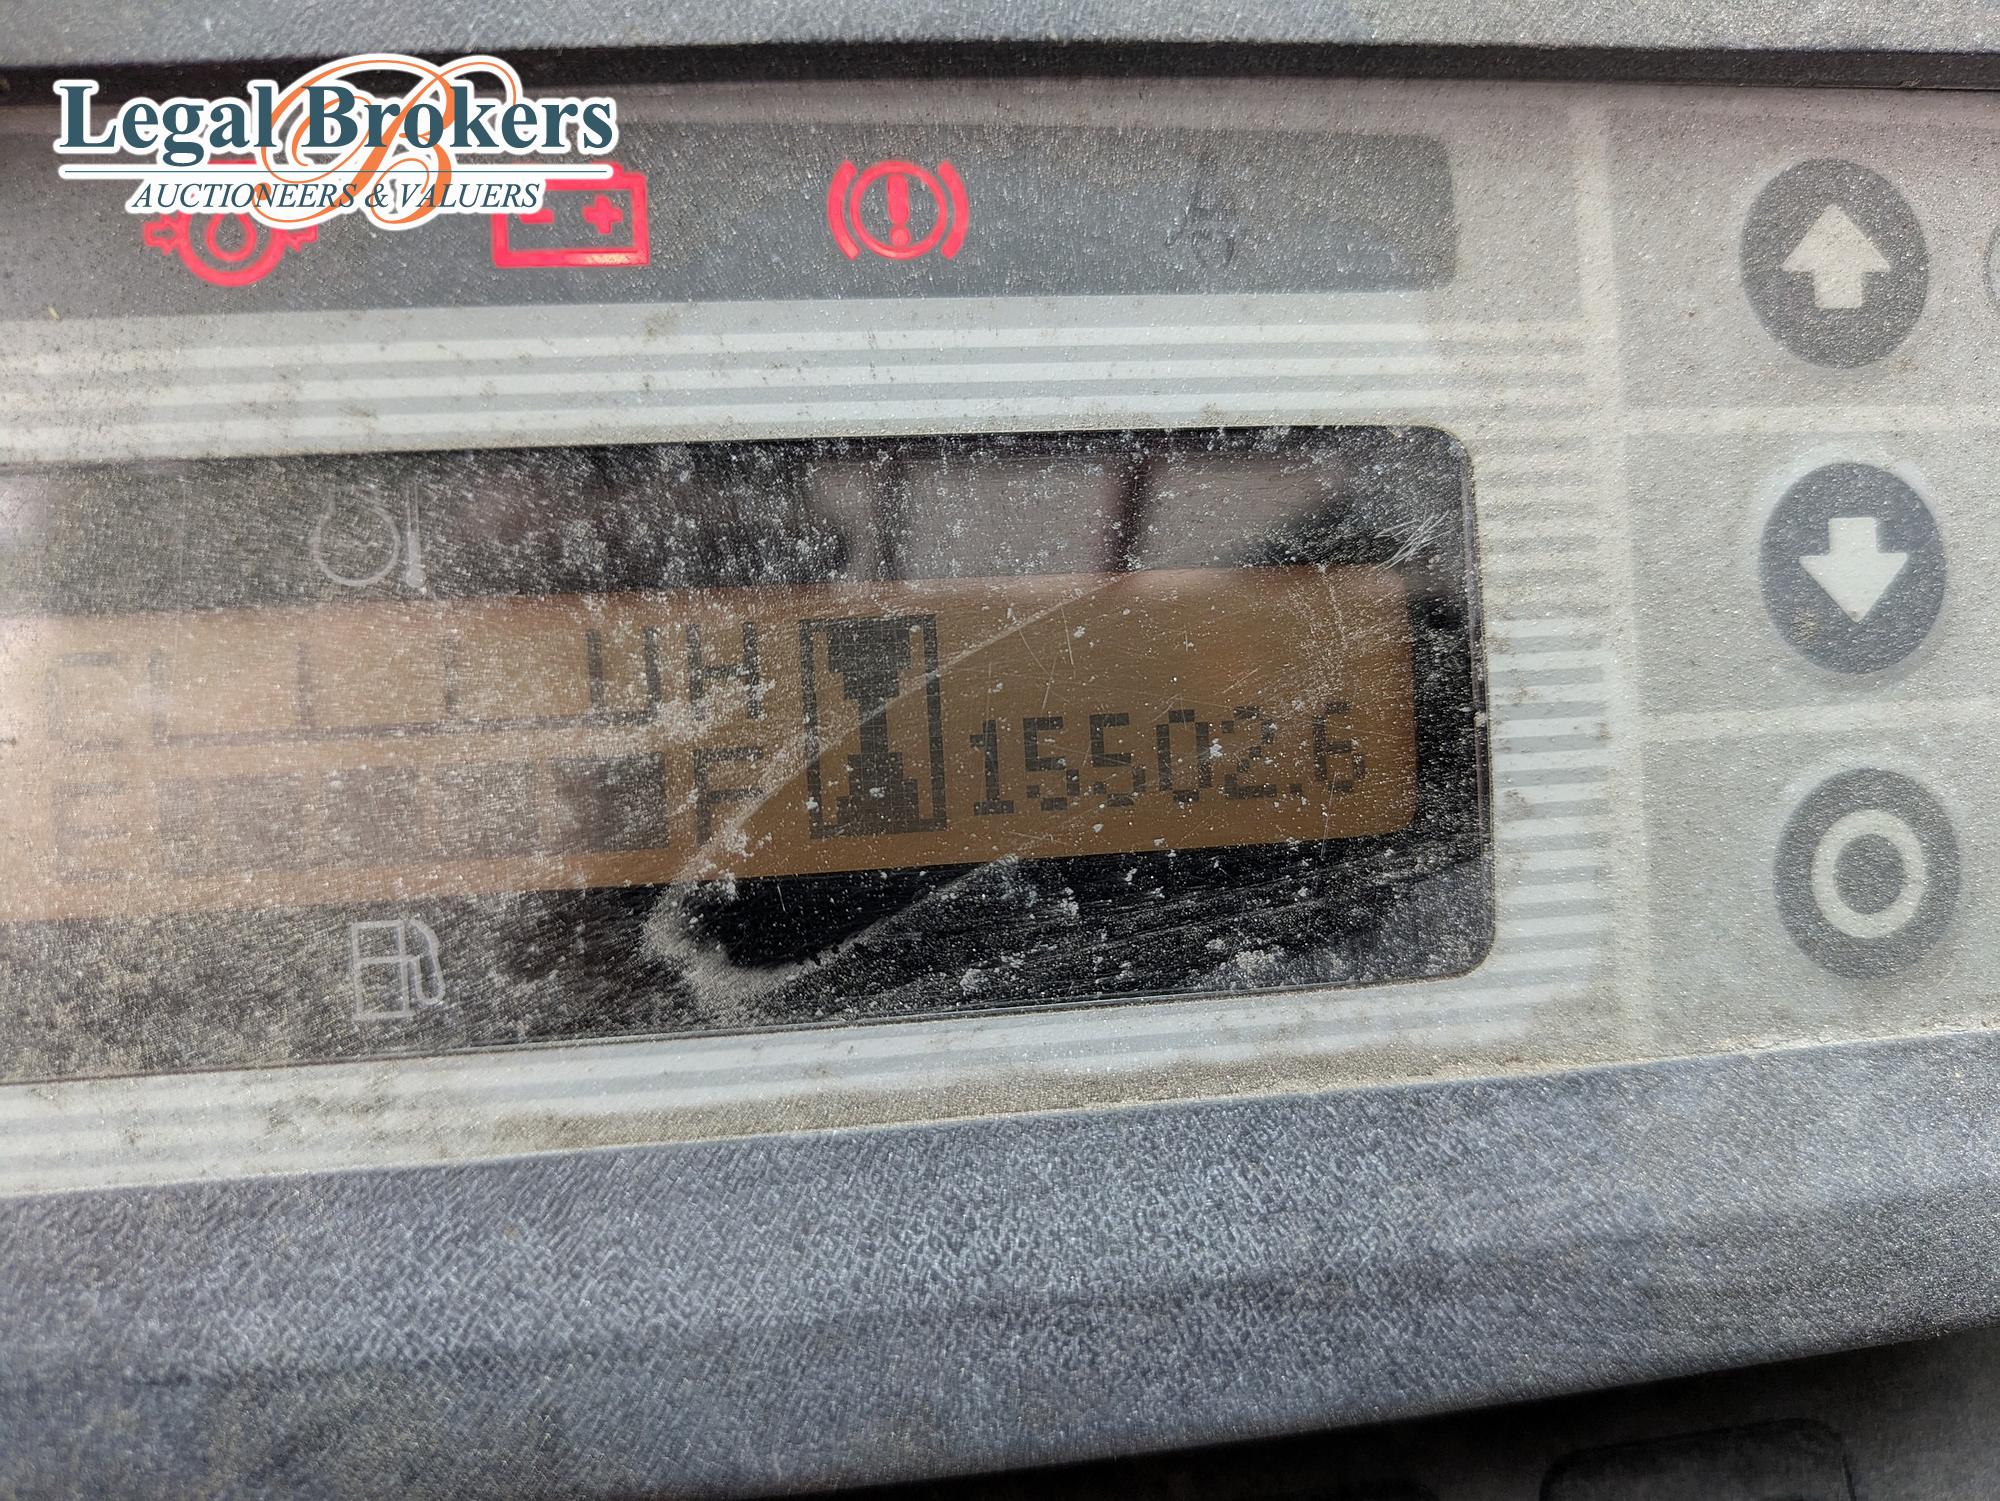 Legal Brokers
AUCTIONEERS & VALUERS
C H
E F
15502.6